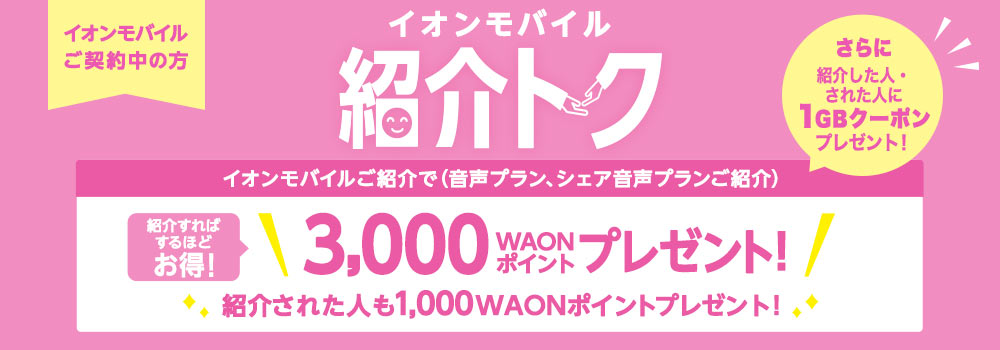 イオンモバイル
ご契約中の方
イオンモバイル
紹介トク
さらに
紹介した人・
された人に
1GBクーポン
プレゼント!
イオンモバイルご紹介で(音声プラン、シェア音声プランご紹介)
紹介すれば
するほど
お得!
3,000 WAONポイント プレゼント!
紹介された人も1,000WAONポイントプレゼント!